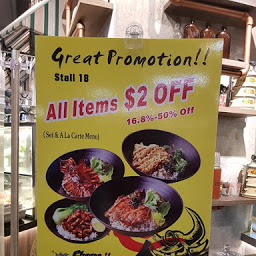 Great Promotion!!
Stall 18
All Items $2 OFF
16.8%-50% Off
(Set & A La Carte Menu)